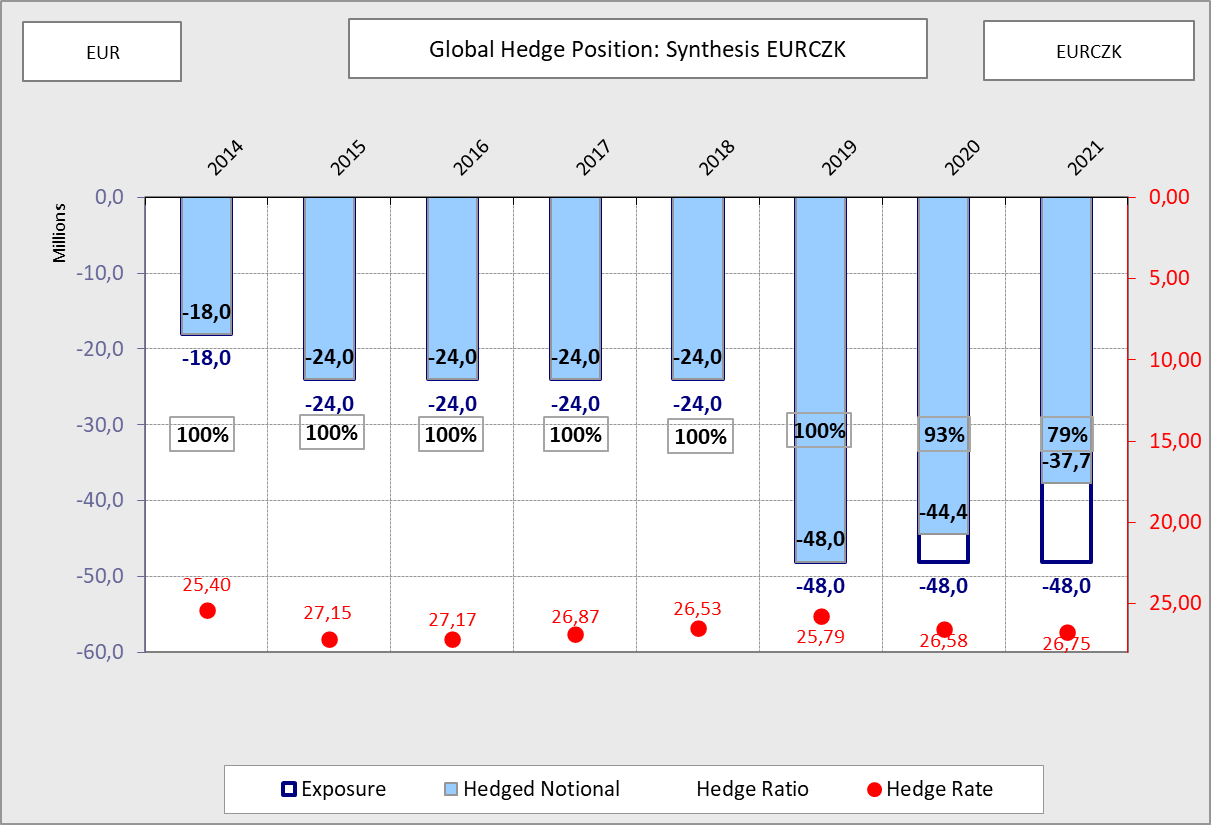 EUR
Global Hedge Position: Synthesis EURCZK
EURCZK
2014 2015 2016 2017 2018 2019 2020 2021
Millions
0,0
-10,0
-20,0
-30,0
-40,0
-50,0
-60,0
0,00
5,00
10,00
15,00
20,00
25,00
-18,0 -24,0 -24,0 -24,0 -24,0 -48,0 -44,4 -37,7
-18,0 -24,0 -24,0 -24,0 -24,0 -48,0 -48,0 -48,0
100% 100% 100% 100% 100% 100% 93% 79%
25,40 27,15 27,17 26,87 26,53 25,79 26,58 26,75
Exposure Hedged Notional Hedge Ratio Hedge Rate